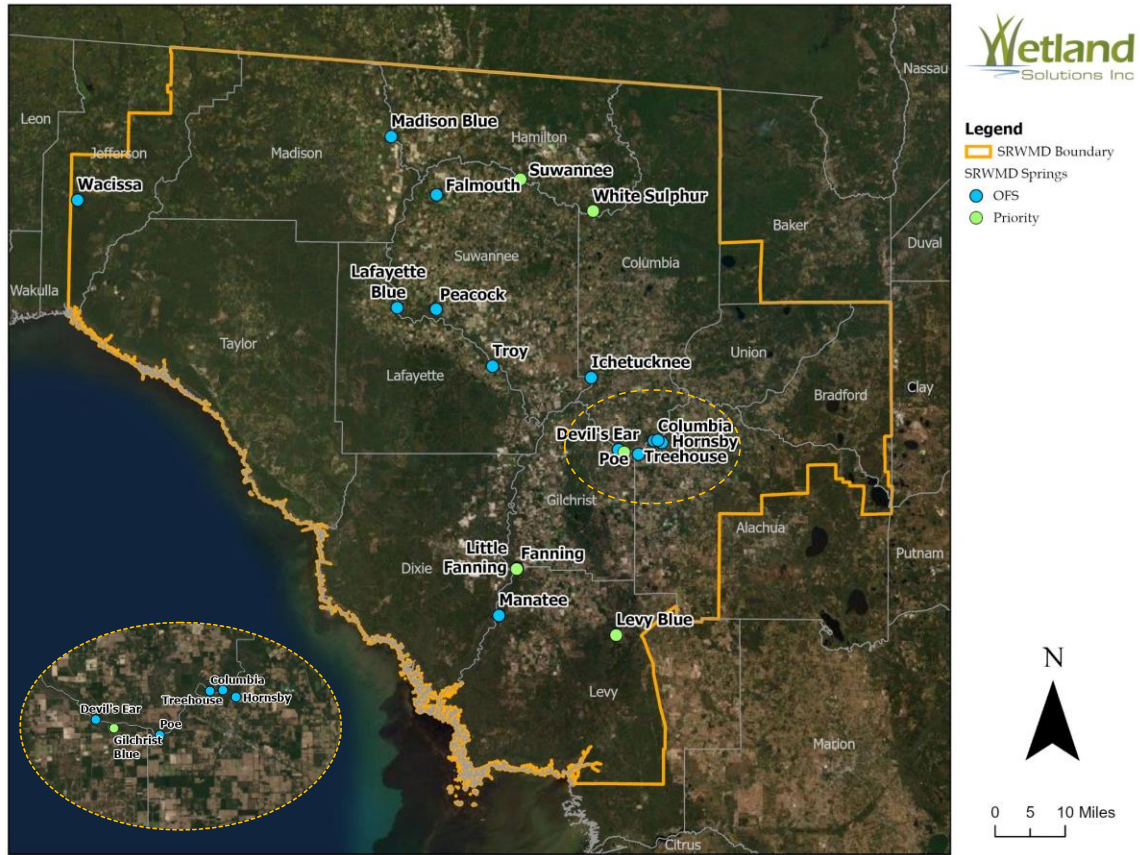 Wetland
Solutions Inc
Legend
SRWMD Boundary
SRWMD Springs
OFS
Priority
Nassau
Leon
Jefferson
Madison
Madison Blue
Hamilton
Wacissa
Falmouth
Suwannee
White Sulphur
Baker
Duval
Suwannee
Columbia
Wakulla
Lafayette
Blue
Peacock
Taylor
Troy
Ichetucknee
Union
Lafayette
Bradford
Clay
Devil's Ear
Columbia
Hornsby
Poe
Treehouse
Gilchrist
Alachua
Putnam
Little
Fanning
Fanning
Dixie
Manatee
Levy Blue
Levy
Marion
Citrus
Columbia
Treehouse
Hornsby
Devil's Ear
Poe
Gilchrist
Blue
N
0 5 10 Miles